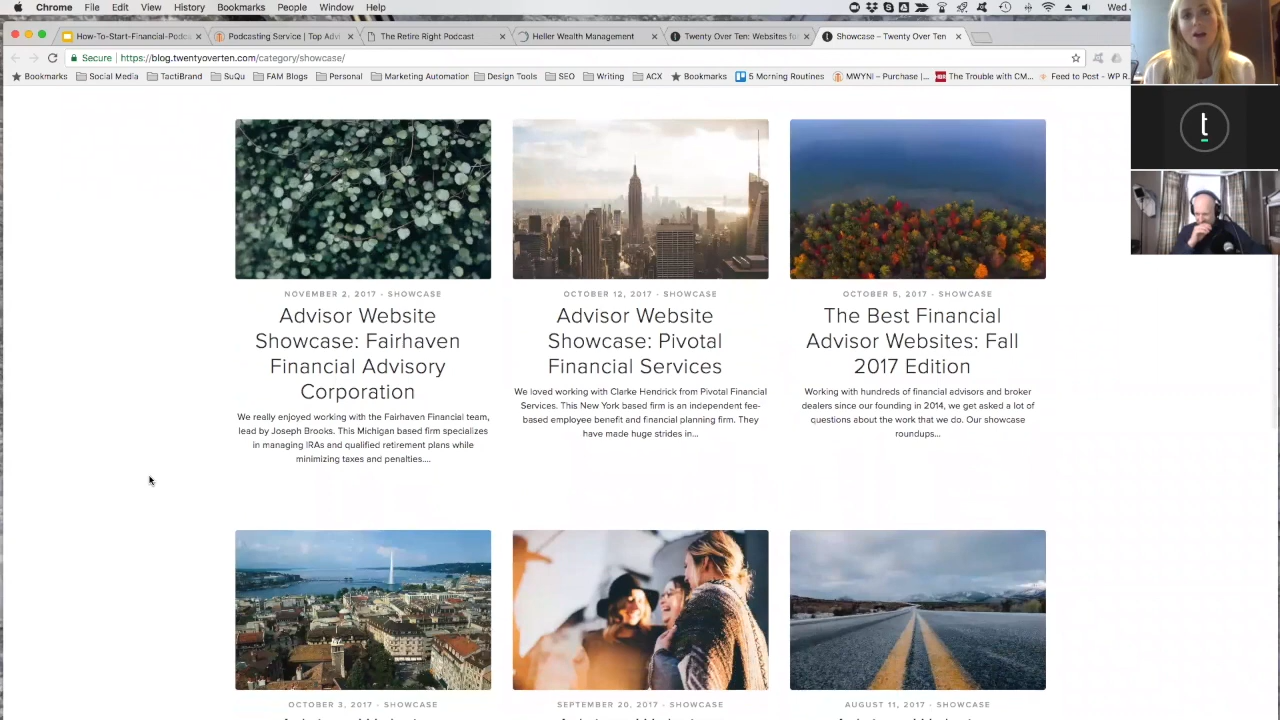 Chrome File Edit View History Bookmarks People Window Help Wed
How-To-Start-Financial-Podc Podcasting Service | Top Advi The Retire Right Podcast Heller Wealth Management Twenty Over Ten: Websites fo Showcase – Twenty Over Ten
Secure https://blog.twentyoverten.com/category/showcase/
Bookmarks Social Media TactiBrand SuQu FAM Blogs Personal Marketing Automation Design Tools SEO Writing ACX Bookmarks 5 Morning Routines MWYNI – Purchase |... The Trouble with CM... Feed to Post - WP R
t
NOVEMBER 2, 2017 - SHOWCASE
Advisor Website
Showcase: Fairhaven
Financial Advisory
Corporation
We really enjoyed working with the Fairhaven Financial team,
lead by Joseph Brooks. This Michigan based firm specializes
in managing IRAs and qualified retirement plans while
minimizing taxes and penalties....
OCTOBER 12, 2017 - SHOWCASE
Advisor Website
Showcase: Pivotal
Financial Services
We loved working with Clarke Hendrick from Pivotal Financial
Services. This New York based firm is an independent fee-
based employee benefit and financial planning firm. They
have made huge strides in...
OCTOBER 5, 2017 - SHOWCASE
The Best Financial
Advisor Websites: Fall
2017 Edition
Working with hundreds of financial advisors and broker
dealers since our founding in 2014, we get asked a lot of
questions about the work that we do. Our showcase
roundups...
OCTOBER 3, 2017 - SHOWCASE
SEPTEMBER 20, 2017 - SHOWCASE
AUGUST 11, 2017 - SHOWCASE